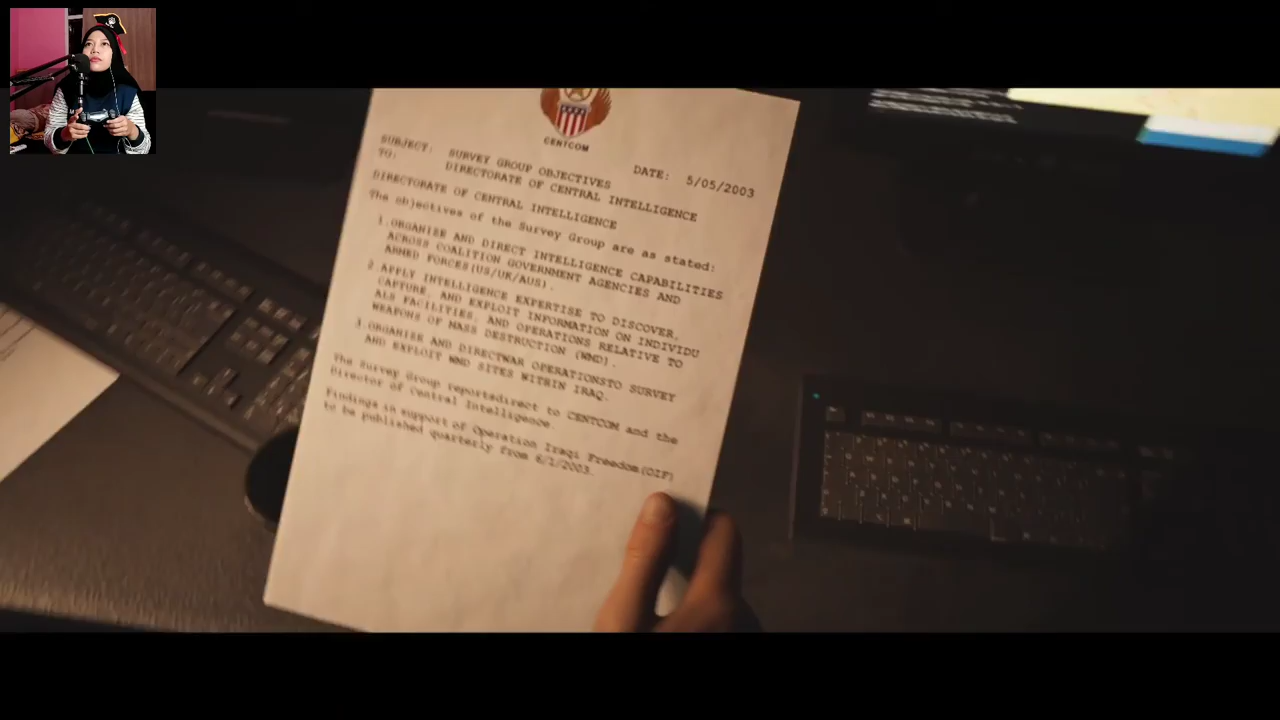 CENTCOM
DATE: 5/05/2003
SUBJECT: SURVEY GROUP OBJECTIVES
TO: DIRECTORATE OF CENTRAL INTELLIGENCE
DIRECTORATE OF CENTRAL INTELLIGENCE
The objectives of the Survey Group are as stated:
1.ORGANISE AND DIRECT INTELLIGENCE CAPABILITIES
ACROSS COALITION GOVERNMENT AGENCIES AND
ARMED FORCES(US/UK/AUS).
2.APPLY INTELLIGENCE EXPERTISE TO DISCOVER,
CAPTURE, AND EXPLOIT INFORMATION ON INDIVIDU
ALS FACILITIES, AND OPERATIONS RELATIVE TO
WEAPONS OF MASS DESTRUCTION (WMD).
3.ORGANISE AND DIRECTWAR OPERATIONSTO SURVEY
AND EXPLOIT WMD SITES WITHIN IRAQ.
The Survey Group reportsdirect to CENTCOM and the
Director of Central Intelligence.
Findings in support of Operation Iraqi Freedom(OIF)
to be published quarterly from 6/1/2003.